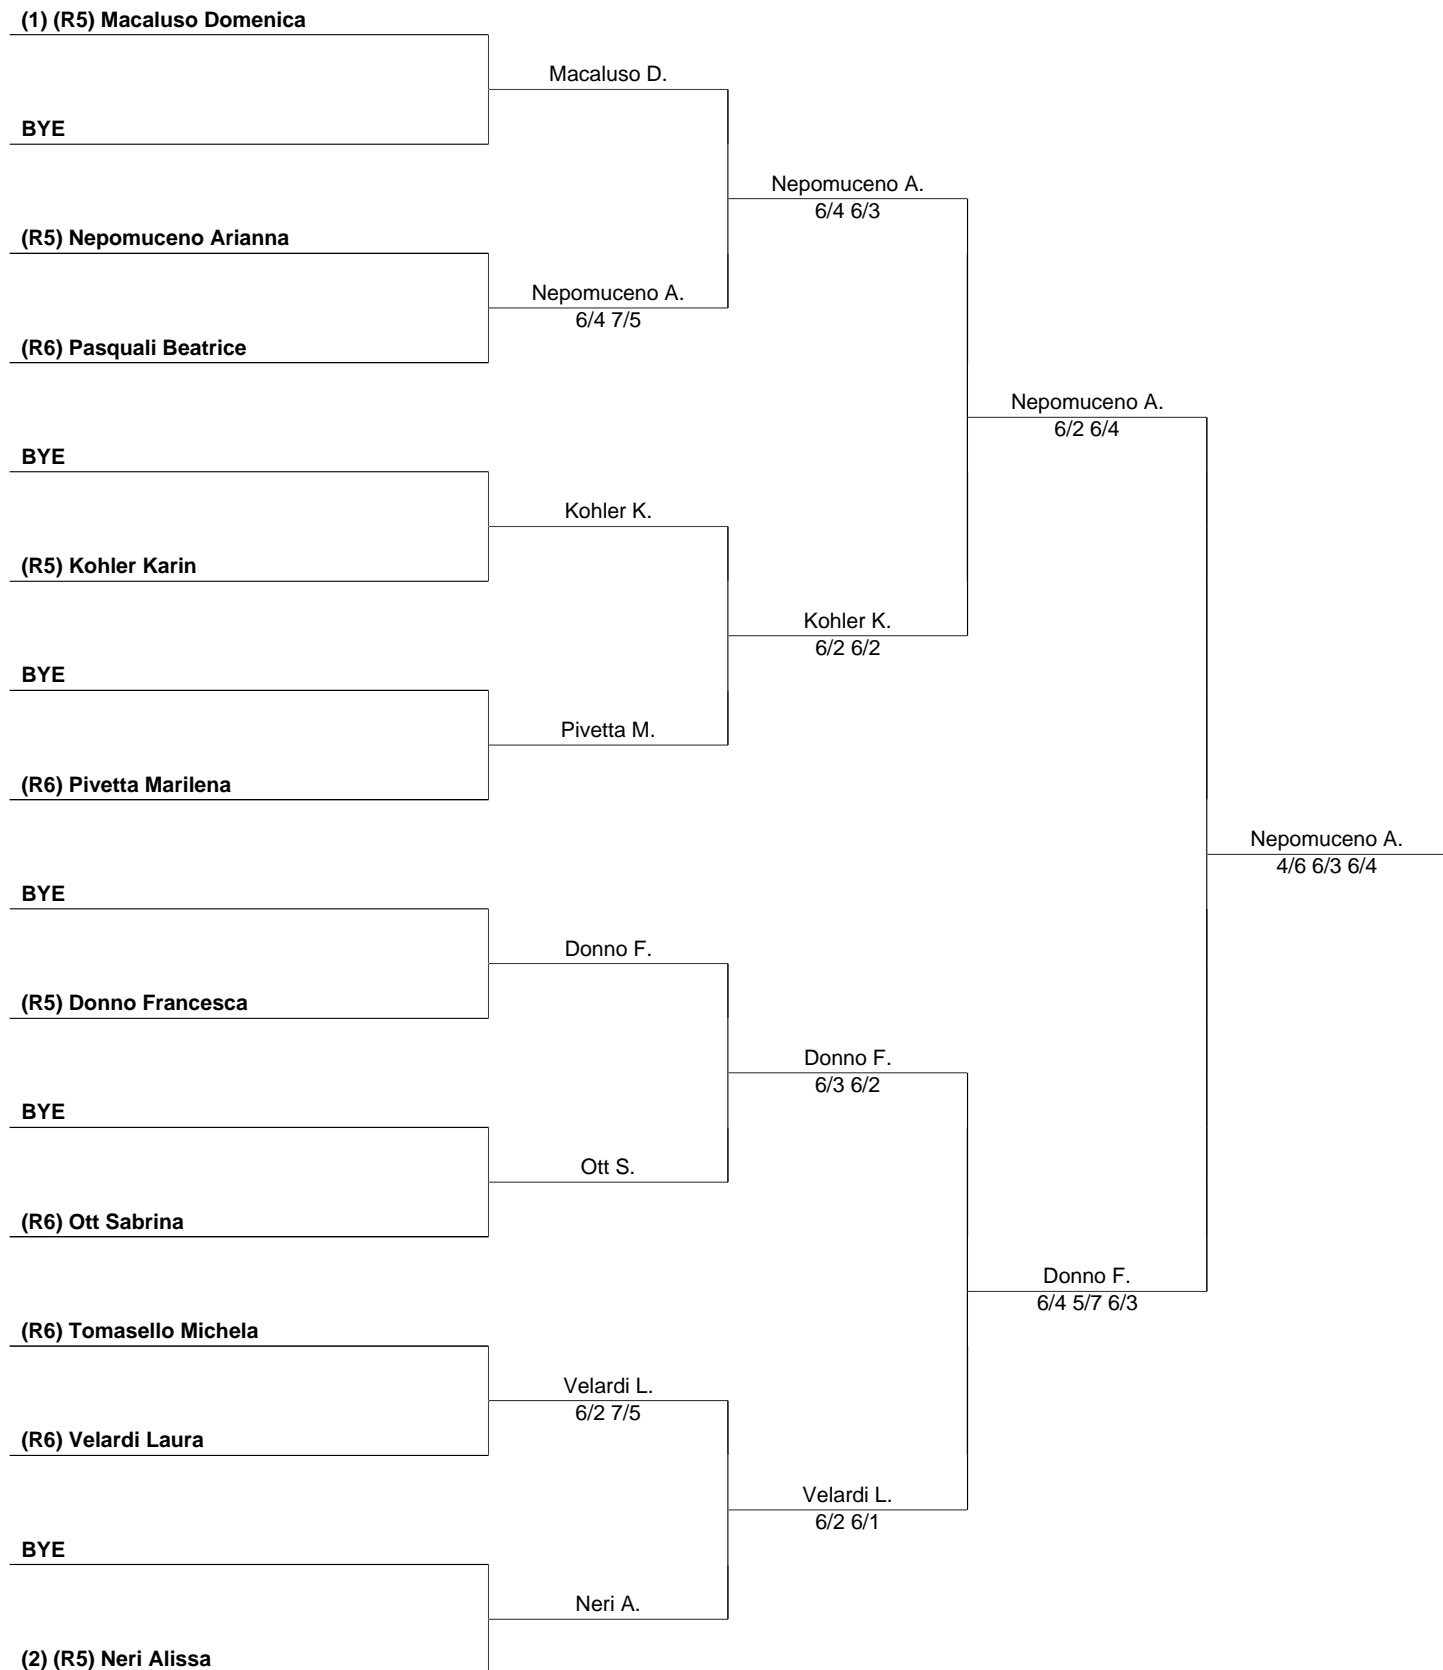 (1) (R5) Macaluso Domenica
Macaluso D.
BYE
Nepomuceno A.
6/4 6/3
(R5) Nepomuceno Arianna
Nepomuceno A.
6/4 7/5
(R6) Pasquali Beatrice
Nepomuceno A.
6/2 6/4
BYE
Kohler K.
(R5) Kohler Karin
Kohler K.
6/2 6/2
BYE
Pivetta M.
(R6) Pivetta Marilena
Nepomuceno A.
4/6 6/3 6/4
BYE
Donno F.
(R5) Donno Francesca
Donno F.
6/3 6/2
BYE
Ott S.
(R6) Ott Sabrina
Donno F.
6/4 5/7 6/3
(R6) Tomasello Michela
Velardi L.
6/2 7/5
(R6) Velardi Laura
Velardi L.
6/2 6/1
BYE
Neri A.
(2) (R5) Neri Alissa